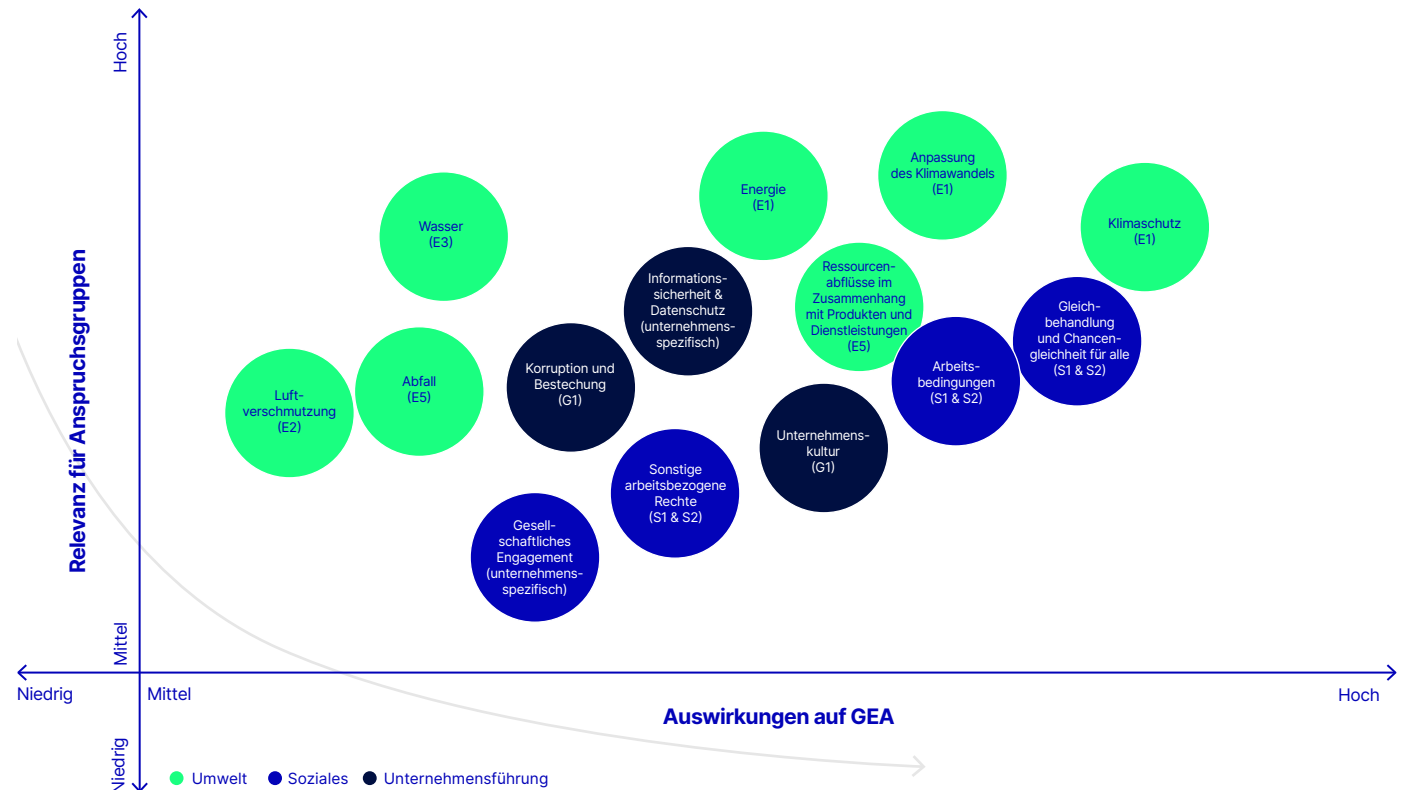 Hoch
Relevanz für Anspruchsgruppen
Mittel
Niedrig
Anpassung
des Klimawandels
(E1)
Energie
(E1)
Klimaschutz
(E1)
Wasser
(E3)
Informations-
sicherheit &
Datenschutz
(unternehmens-
spezifisch)
Ressourcen-
abflüsse im
Zusammenhang
mit Produkten und
Dienstleistungen
(E5)
Gleich-
behandlung
und Chancen-
gleichheit für alle
(S1 & S2)
Arbeits-
bedingungen
(S1 & S2)
Korruption und
Bestechung
(G1)
Abfall
(E5)
Luft-
verschmutzung
(E2)
Unternehmens-
kultur
(G1)
Sonstige
arbeitsbezogene
Rechte
(S1 & S2)
Gesell-
schaftliches
Engagement
(unternehmens-
spezifisch)
Niedrig
Mittel
Hoch
Auswirkungen auf GEA
Umwelt
Soziales
Unternehmensführung